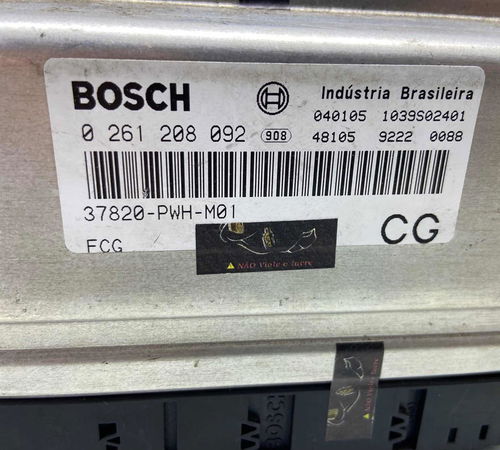 BOSCH
Indústria Brasileira
040105 1039S02401
0 261 208 092 908 48105 9222 0088
37820-PWH-M01
FCG
CG
NÃO Viole o lacre
BOSCH